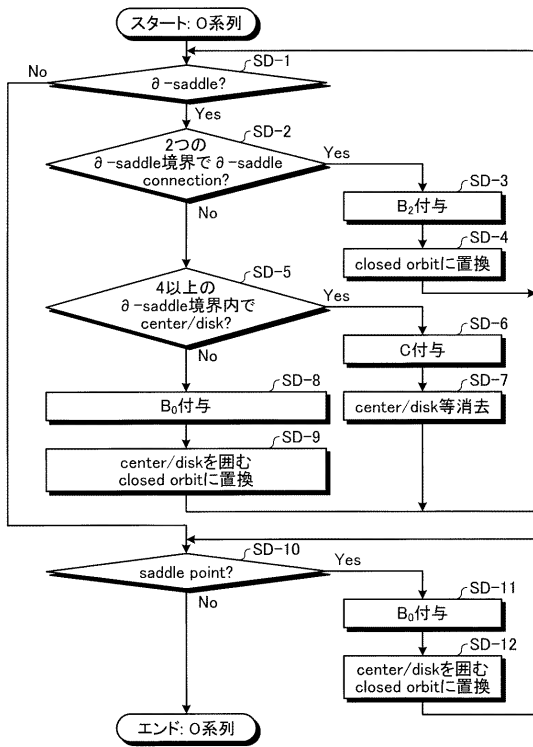 スタート: O系列
SD-1
No
∂-saddle?
Yes
SD-2
2つの
∂-saddle境界で∂-saddle
connection?
Yes
No
SD-3
B₂付与
SD-4
closed orbitに置換
SD-5
4以上の
∂-saddle境界内で
center/disk?
Yes
No
SD-6
C付与
SD-7
center/disk等消去
SD-8
B₀付与
SD-9
center/diskを囲む
closed orbitに置換
SD-10
saddle point?
Yes
No
SD-11
B₀付与
SD-12
center/diskを囲む
closed orbitに置換
エンド: O系列